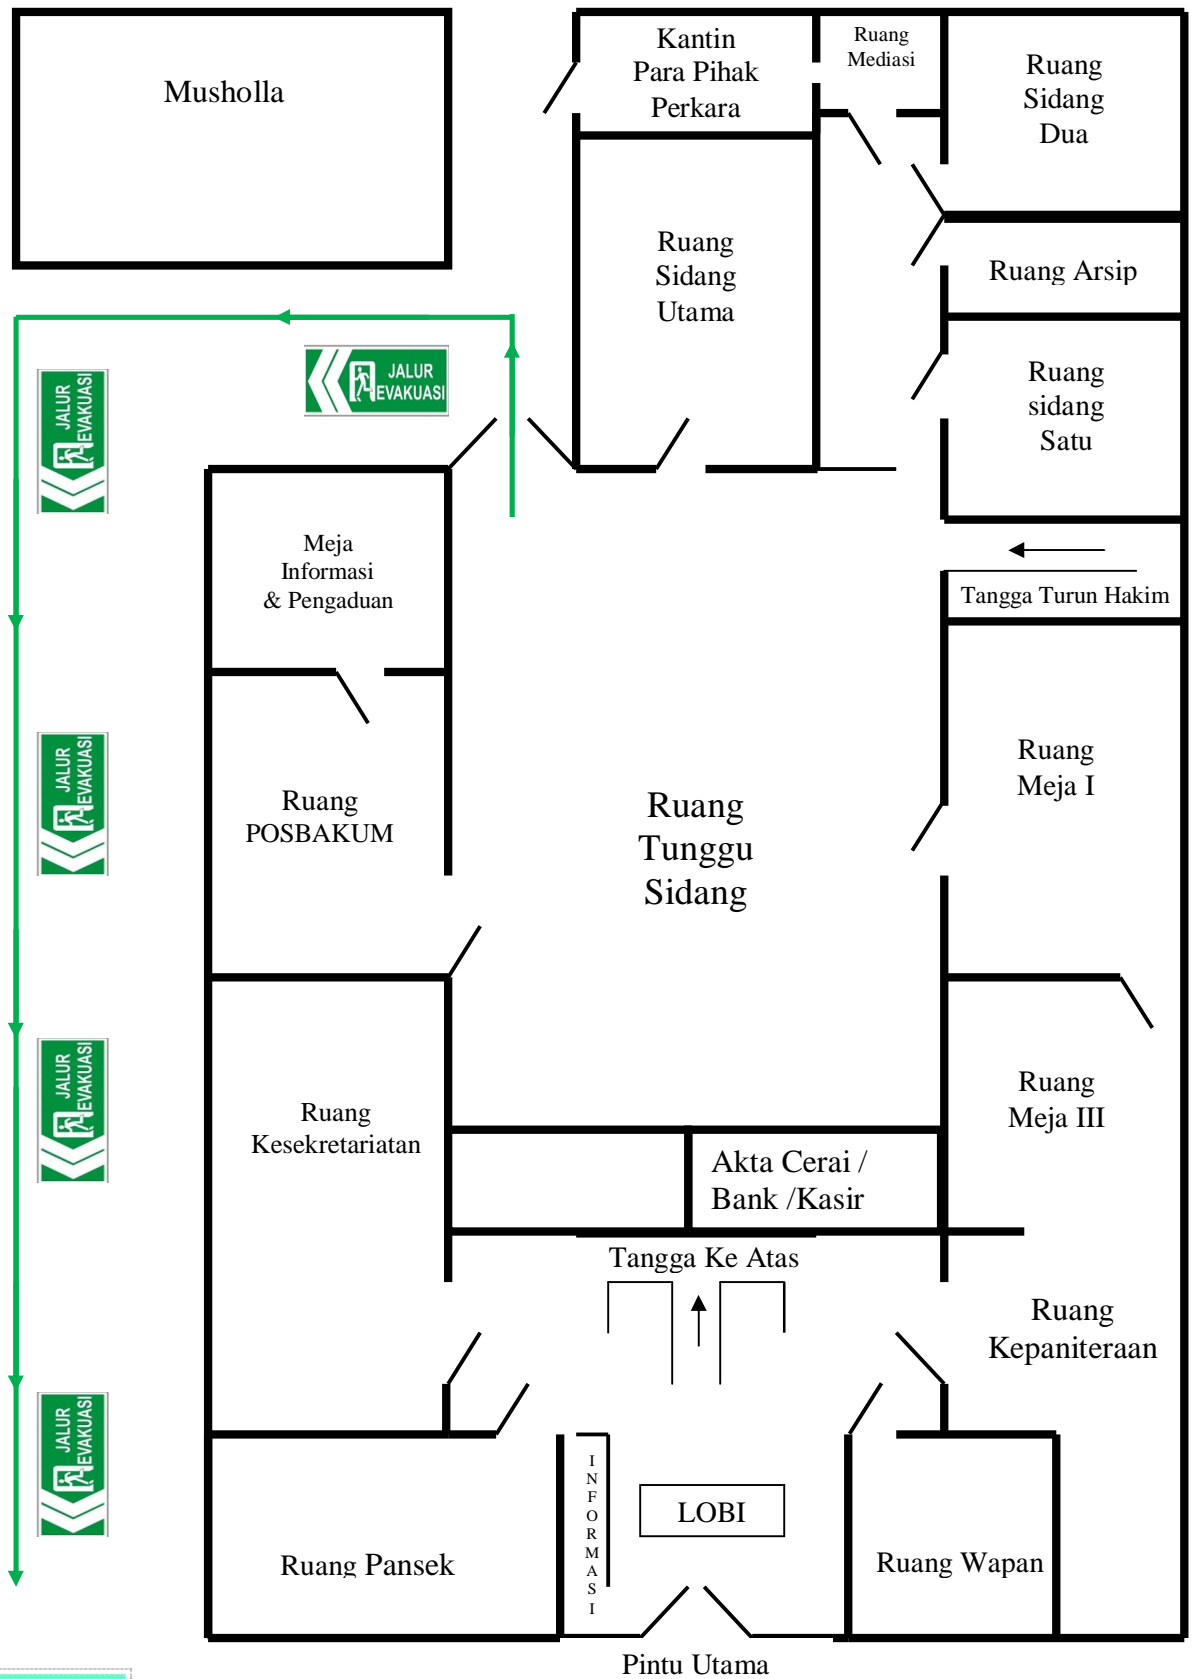 Musholla
Kantin
Para Pihak
Perkara
Ruang
Mediasi
Ruang
Sidang
Dua
Ruang
Sidang
Utama
Ruang Arsip
JALUR
EVAKUASI
JALUR
EVAKUASI
Ruang
sidang
Satu
Meja
Informasi
& Pengaduan
Tangga Turun Hakim
JALUR
EVAKUASI
Ruang
POSBAKUM
Ruang
Tunggu
Sidang
Ruang
Meja I
JALUR
EVAKUASI
Ruang
Kesekretariatan
Ruang
Meja III
Akta Cerai /
Bank /Kasir
Tangga Ke Atas
Ruang
Kepaniteraan
JALUR
EVAKUASI
INFORMASI
LOBI
Ruang Pansek
Ruang Wapan
Pintu Utama